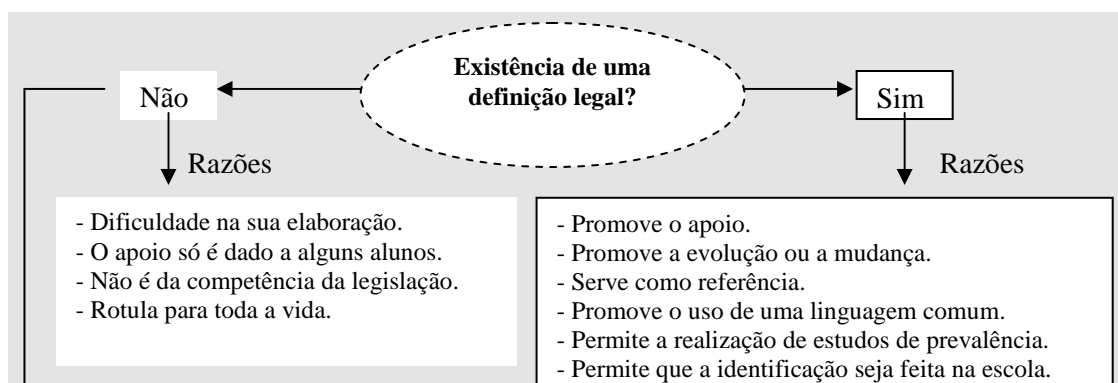 Existência de uma
definição legal?
Não
Sim
Razões
Razões
- Dificuldade na sua elaboração.
- O apoio só é dado a alguns alunos.
- Não é da competência da legislação.
- Rotula para toda a vida.
- Promove o apoio.
- Promove a evolução ou a mudança.
- Serve como referência.
- Promove o uso de uma linguagem comum.
- Permite a realização de estudos de prevalência.
- Permite que a identificação seja feita na escola.